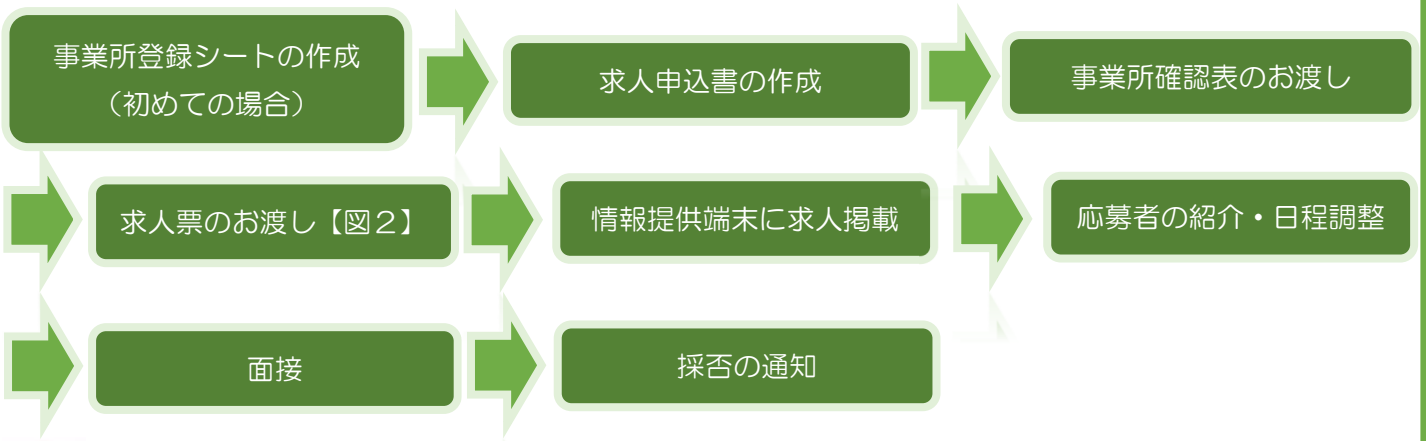 事業所登録シートの作成
（初めての場合）
求人申込書の作成
事業所確認表のお渡し
求人票のお渡し【図２】
情報提供端末に求人掲載
応募者の紹介・日程調整
面接
採否の通知